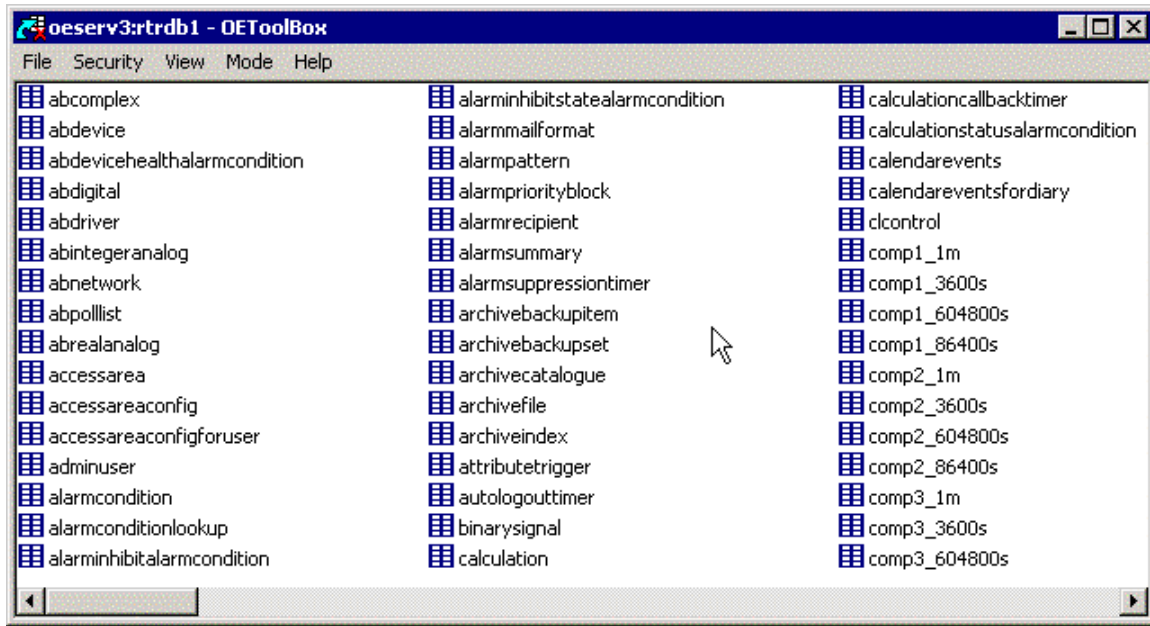 oeserv3:rtrdb1 - OEToolBox
File Security View Mode Help
abcomplex
abdevice
abdevicehealthalarmcondition
abdigital
abdriver
abintegeranalog
abnetwork
abpolllist
abrealanalog
accessarea
accessareaconfig
accessareaconfigforuser
adminuser
alarmcondition
alarmconditionlookup
alarminhibitalarmcondition
alarminhibitstatealarmcondition
alarmmailformat
alarmpattern
alarmpriorityblock
alarmrecipient
alarmsummary
alarmsuppressiontimer
archivebackupitem
archivebackupset
archivecatalogue
archivefile
archiveindex
attributetrigger
autologouttimer
binarysignal
calculation
calculationcallbacktimer
calculationstatusalarmcondition
calendarevents
calendareventsfordiary
clcontrol
comp1_1m
comp1_3600s
comp1_604800s
comp1_86400s
comp2_1m
comp2_3600s
comp2_604800s
comp2_86400s
comp3_1m
comp3_3600s
comp3_604800s